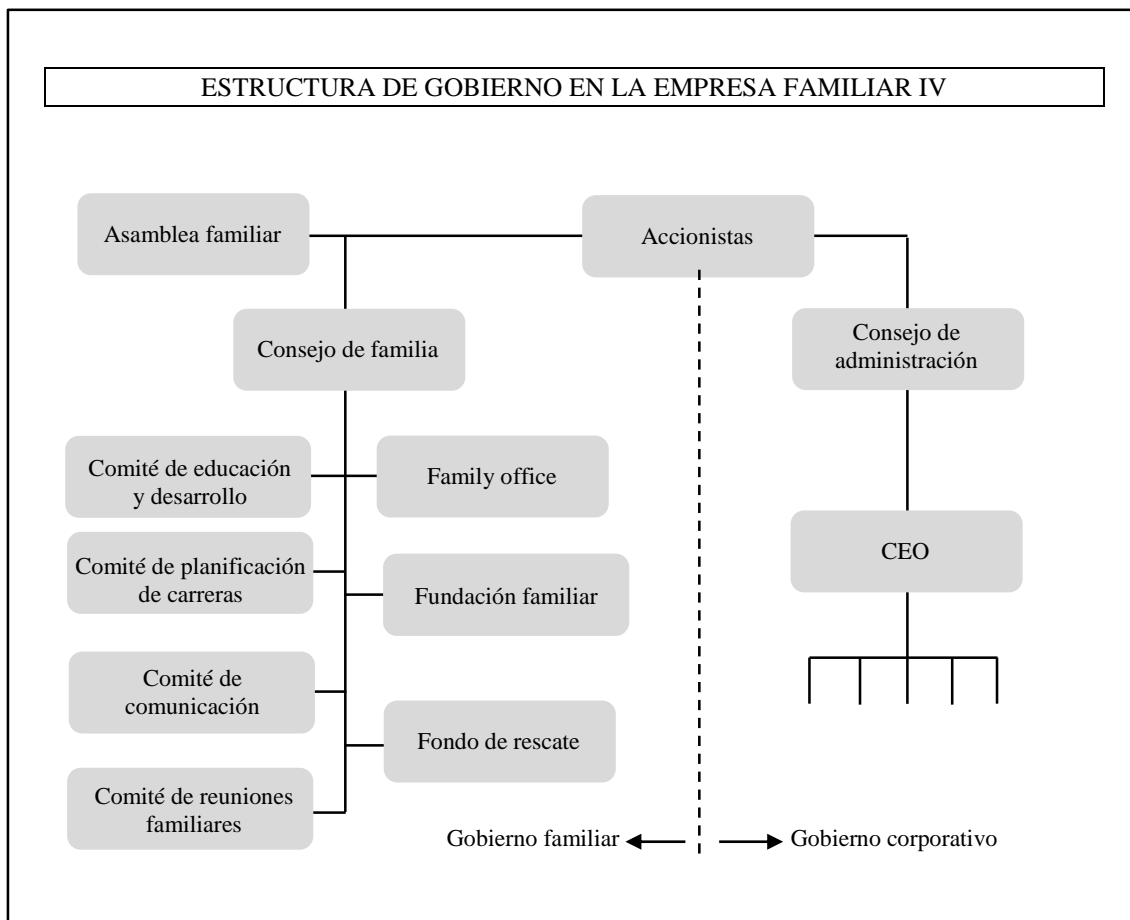 ESTRUCTURA DE GOBIERNO EN LA EMPRESA FAMILIAR IV
Asamblea familiar
Accionistas
Consejo de familia
Consejo de
administración
Comité de educación
y desarrollo
Family office
Comité de planificación
de carreras
Fundación familiar
CEO
Comité de
comunicación
Fondo de rescate
Comité de reuniones
familiares
Gobierno familiar
Gobierno corporativo